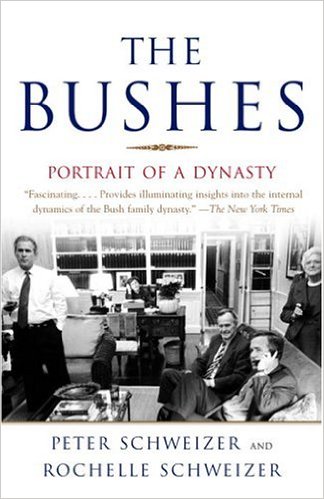 THE
BUSHES
PORTRAIT OF A DYNASTY
“Fascinating. . . . Provides illuminating insights into the internal
dynamics of the Bush family dynasty.” —The New York Times
PETER SCHWEIZER AND
ROCHELLE SCHWEIZER